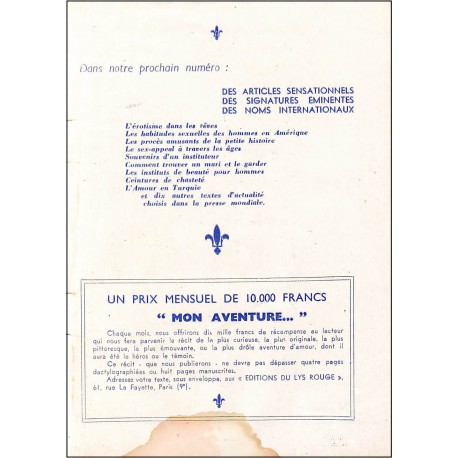 Dans notre prochain numéro :
DES ARTICLES SENSATIONNELS
DES SIGNATURES EMINENTES
DES NOMS INTERNATIONAUX
L'érotisme dans les rêves
Les habitudes sexuelles des hommes en Amérique
Les procès amusants de la petite histoire
Le sex-appeal à travers les âges
Souvenirs d'un instituteur
Comment trouver un mari et le garder
Les instituts de beauté pour hommes
Ceintures de chasteté
L'Amour en Turquie
et dix autres textes d'actualité
choisis dans la presse mondiale.
UN PRIX MENSUEL DE 10.000 FRANCS
“ MON AVENTURE... ”
Chaque mois, nous offrirons dix mille francs de récompense au lecteur
qui nous fera parvenir le récit de la plus curieuse, la plus originale, la plus
pittoresque, la plus émouvante, ou la plus drôle aventure d'amour, dont il
aura été le héros ou le témoin.
Ce récit - que nous publierons - ne devra pas dépasser quatre pages
dactylographiées ou huit pages manuscrites.
Adressez votre texte, sous enveloppe, aux « EDITIONS DU LYS ROUGE »,
61, rue La Fayette, Paris (9e).